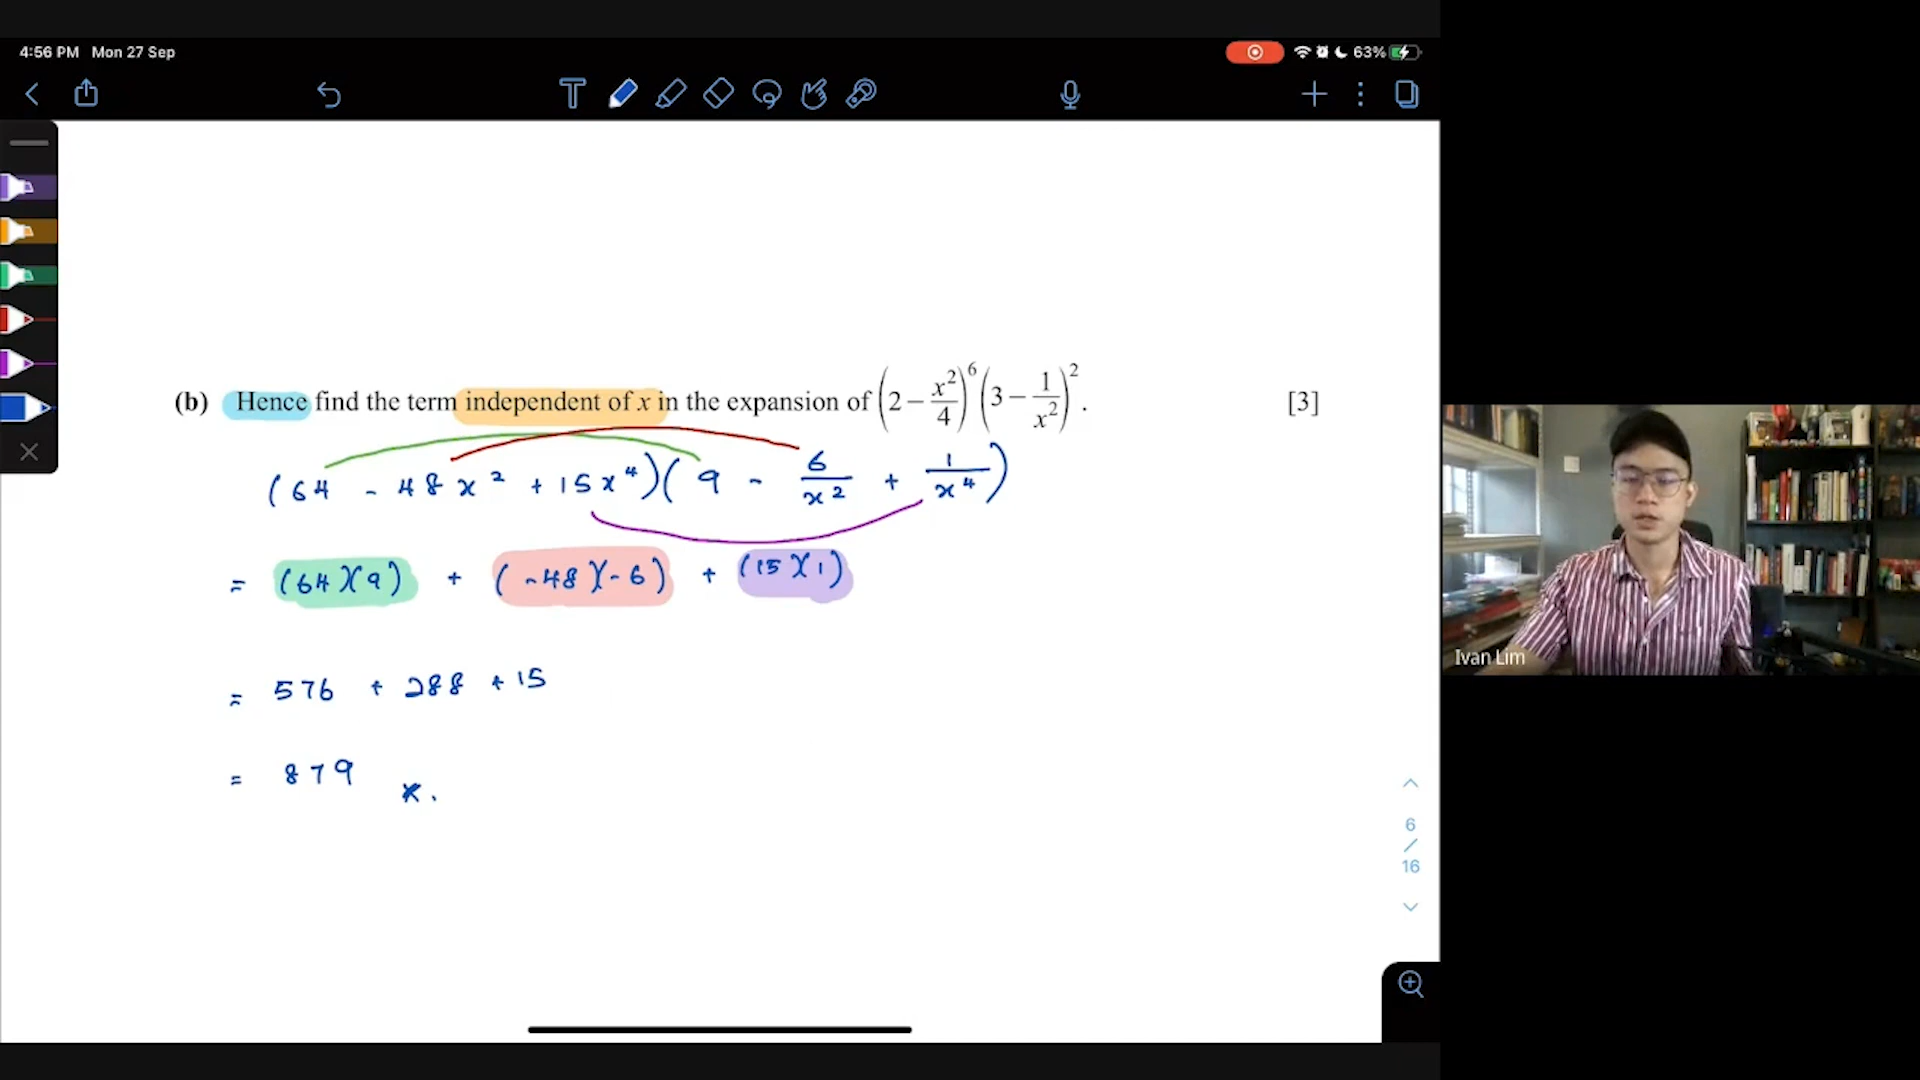 4:56 PM Mon 27 Sep
63%
(b) Hence find the term independent of x in the expansion of (2 − x²/4)⁶(3 − 1/x²)². [3]
(64 - 48x² + 15x⁴)(9 - 6/x² + 1/x⁴)
= (64)(9) + (-48)(-6) + (15)(1)
= 576 + 288 + 15
= 879
6
/
16
Ivan Lim